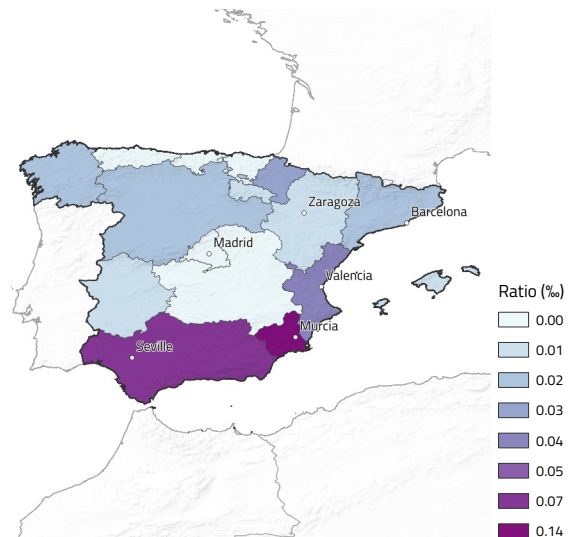 Zaragoza
Barcelona
Madrid
Valencia
Murcia
Seville
Ratio (‰)
0.00
0.01
0.02
0.03
0.04
0.05
0.07
0.14